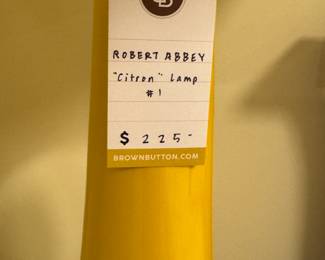 ROBERT ABBEY
"Citron" Lamp
#1
$ 225-
BROWNBUTTON.COM